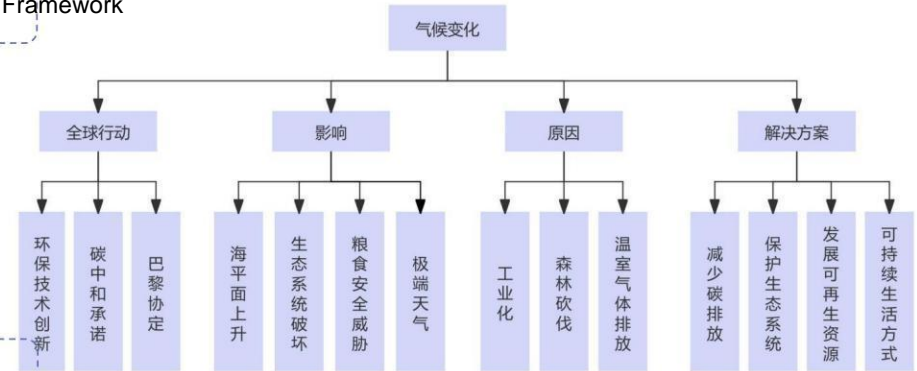 Framework
气候变化
全球行动
影响
原因
解决方案
环保技术创新
碳中和承诺
巴黎协定
海平面上升
生态系统破坏
粮食安全威胁
极端天气
工业化
森林砍伐
温室气体排放
减少碳排放
保护生态系统
发展可再生资源
可持续生活方式